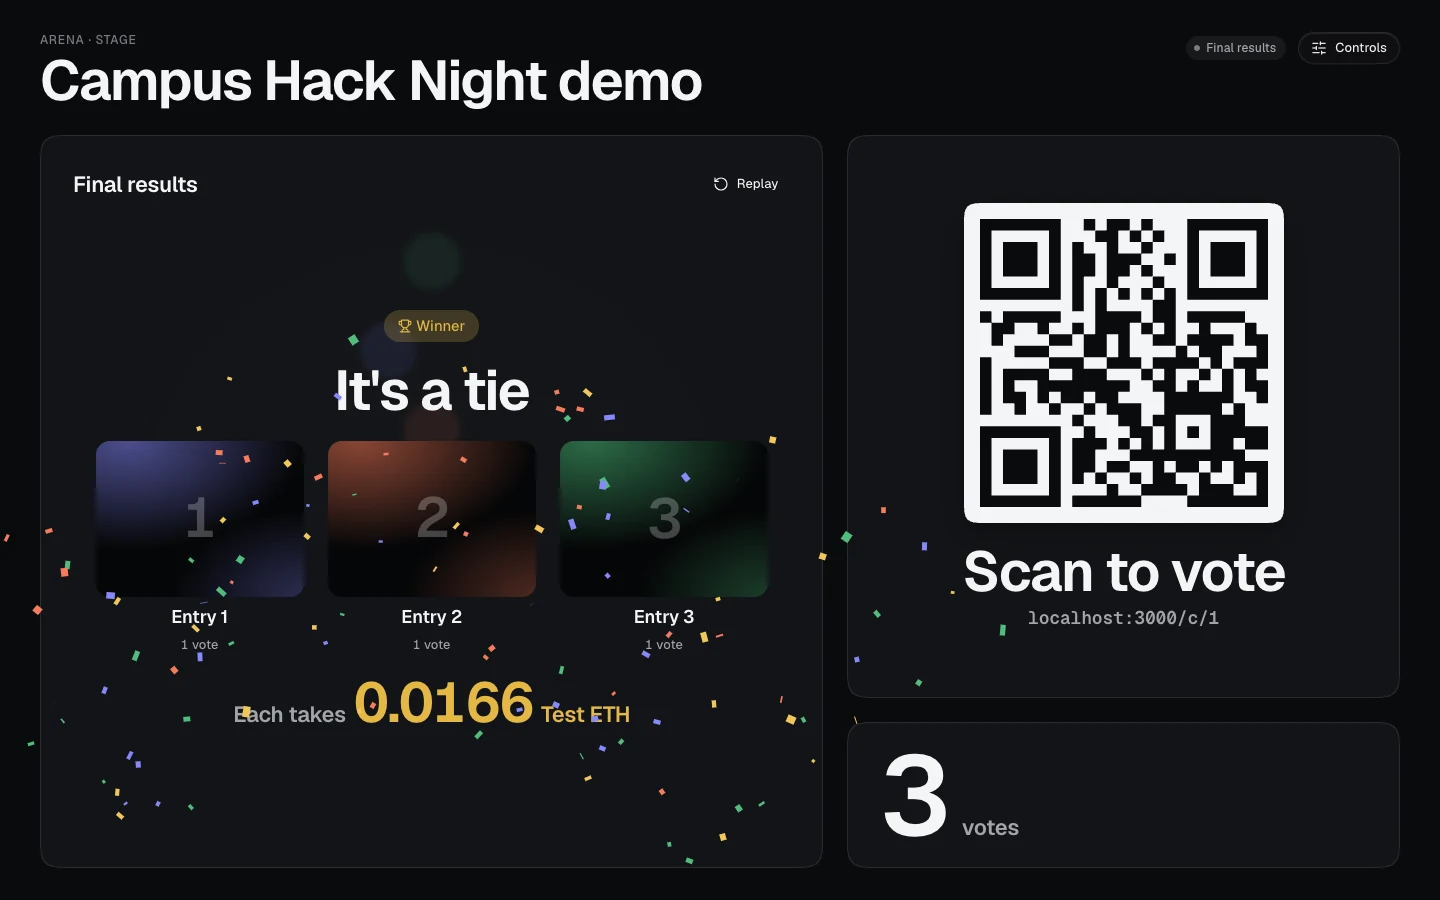 ARENA · STAGE
Campus Hack Night demo
Final results
Controls
Final results
Replay
Winner
It's a tie
1
2
3
Entry 1
Entry 2
Entry 3
1 vote
1 vote
1 vote
Each takes 0.0166 Test ETH
Scan to vote
localhost:3000/c/1
3 votes